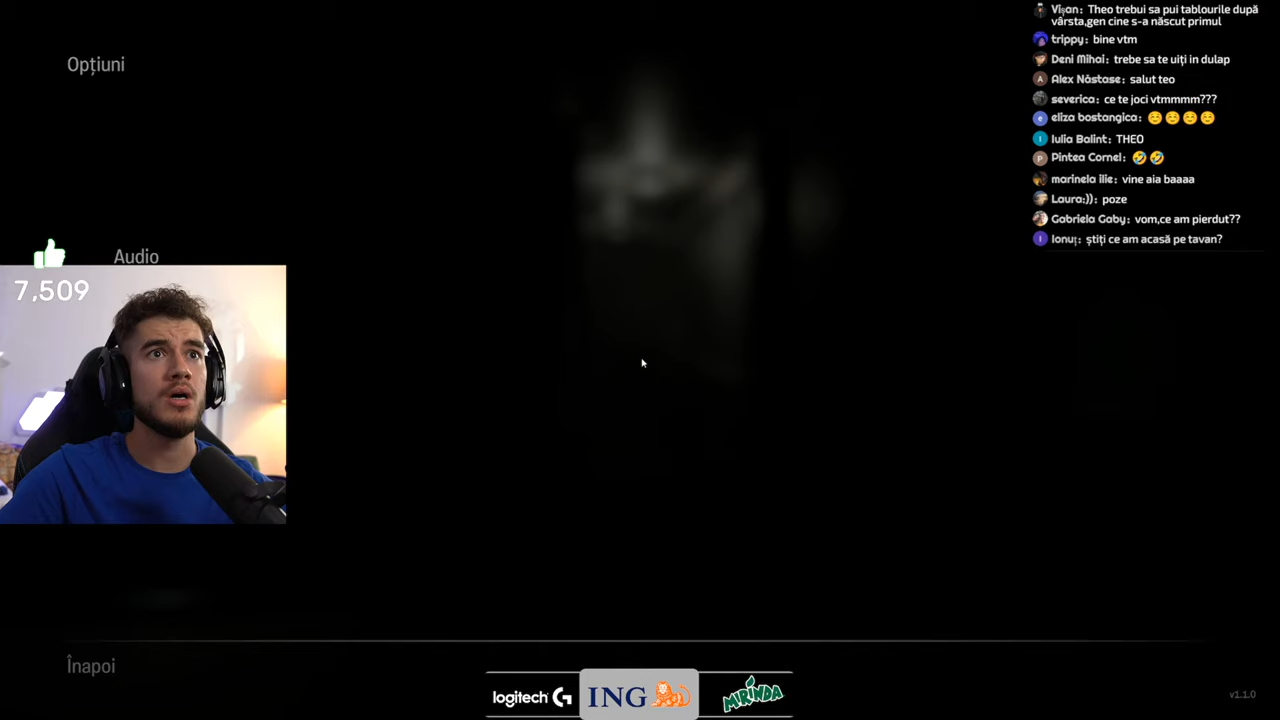 Opțiuni
Audio
7,509
Vișan: Theo trebui sa pui tablourile după
vârsta,gen cine s-a născut primul
trippy: bine vtm
Deni Mihai: trebe sa te uiți in dulap
A Alex Năstase: salut teo
severica: ce te joci vtmmmm???
e eliza bostangica: ☺️☺️☺️☺️
I Iulia Balint: THEO
P Pintea Cornel: 🤣🤣
marinela ilie: vine aia baaaa
Laura:)): poze
Gabriela Gaby: vom,ce am pierdut??
I Ionuț: știți ce am acasă pe tavan?
Înapoi
logitech G
ING
MIRINDA
v1.1.0